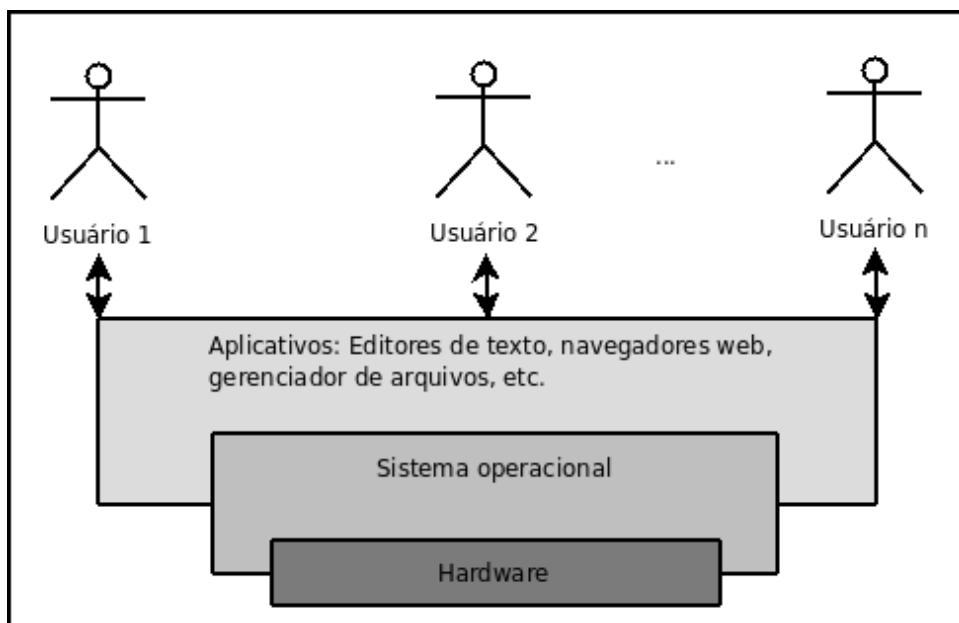 ...
Usuário 1
Usuário 2
Usuário n
Aplicativos: Editores de texto, navegadores web,
gerenciador de arquivos, etc.
Sistema operacional
Hardware